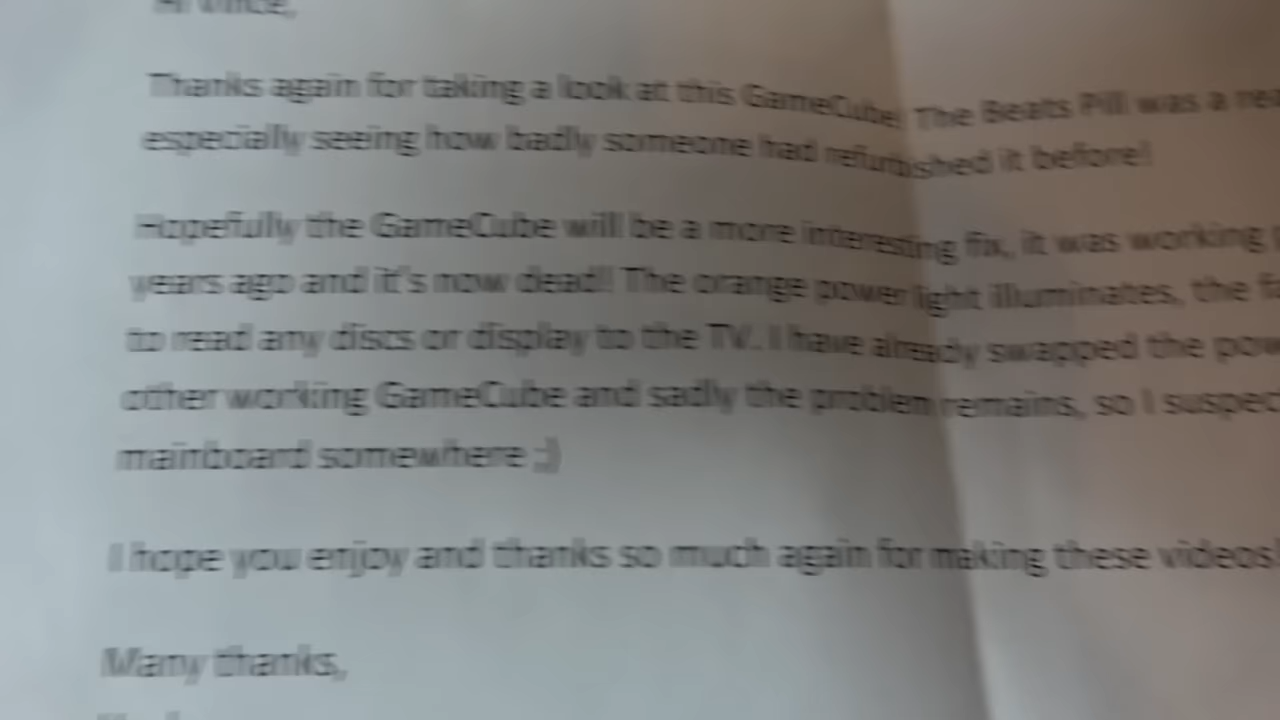 Hi Vince,
Thanks again for taking a look at this GameCube! The Beats Pill was a
especially seeing how badly someone had refurbished it before!
Hopefully the GameCube will be a more interesting fix, it was working
years ago and it's now dead! The orange power light illuminates, the
to read any discs or display to the TV. I have already swapped the
other working GameCube and sadly the problem remains, so I
mainboard somewhere ;)
I hope you enjoy and thanks so much again for making these videos!
Many thanks,